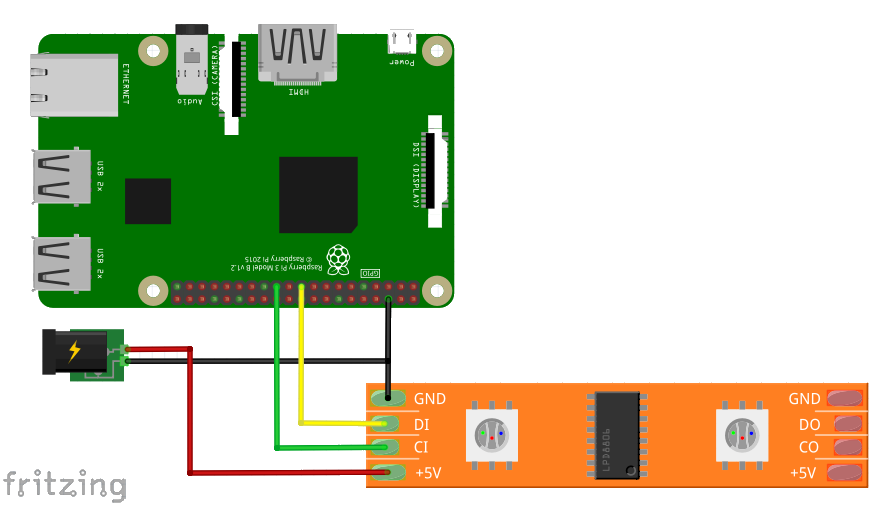 Power
ETHERNET
Audio
CSI (CAMERA)
HDMI
DSI (DISPLAY)
USB 2x
USB 2x
© Raspberry Pi 2015
Raspberry Pi 3 Model B v1.2
GPIO
GND
DI
CI
+5V
LPD8806
GND
DO
CO
+5V
fritzing